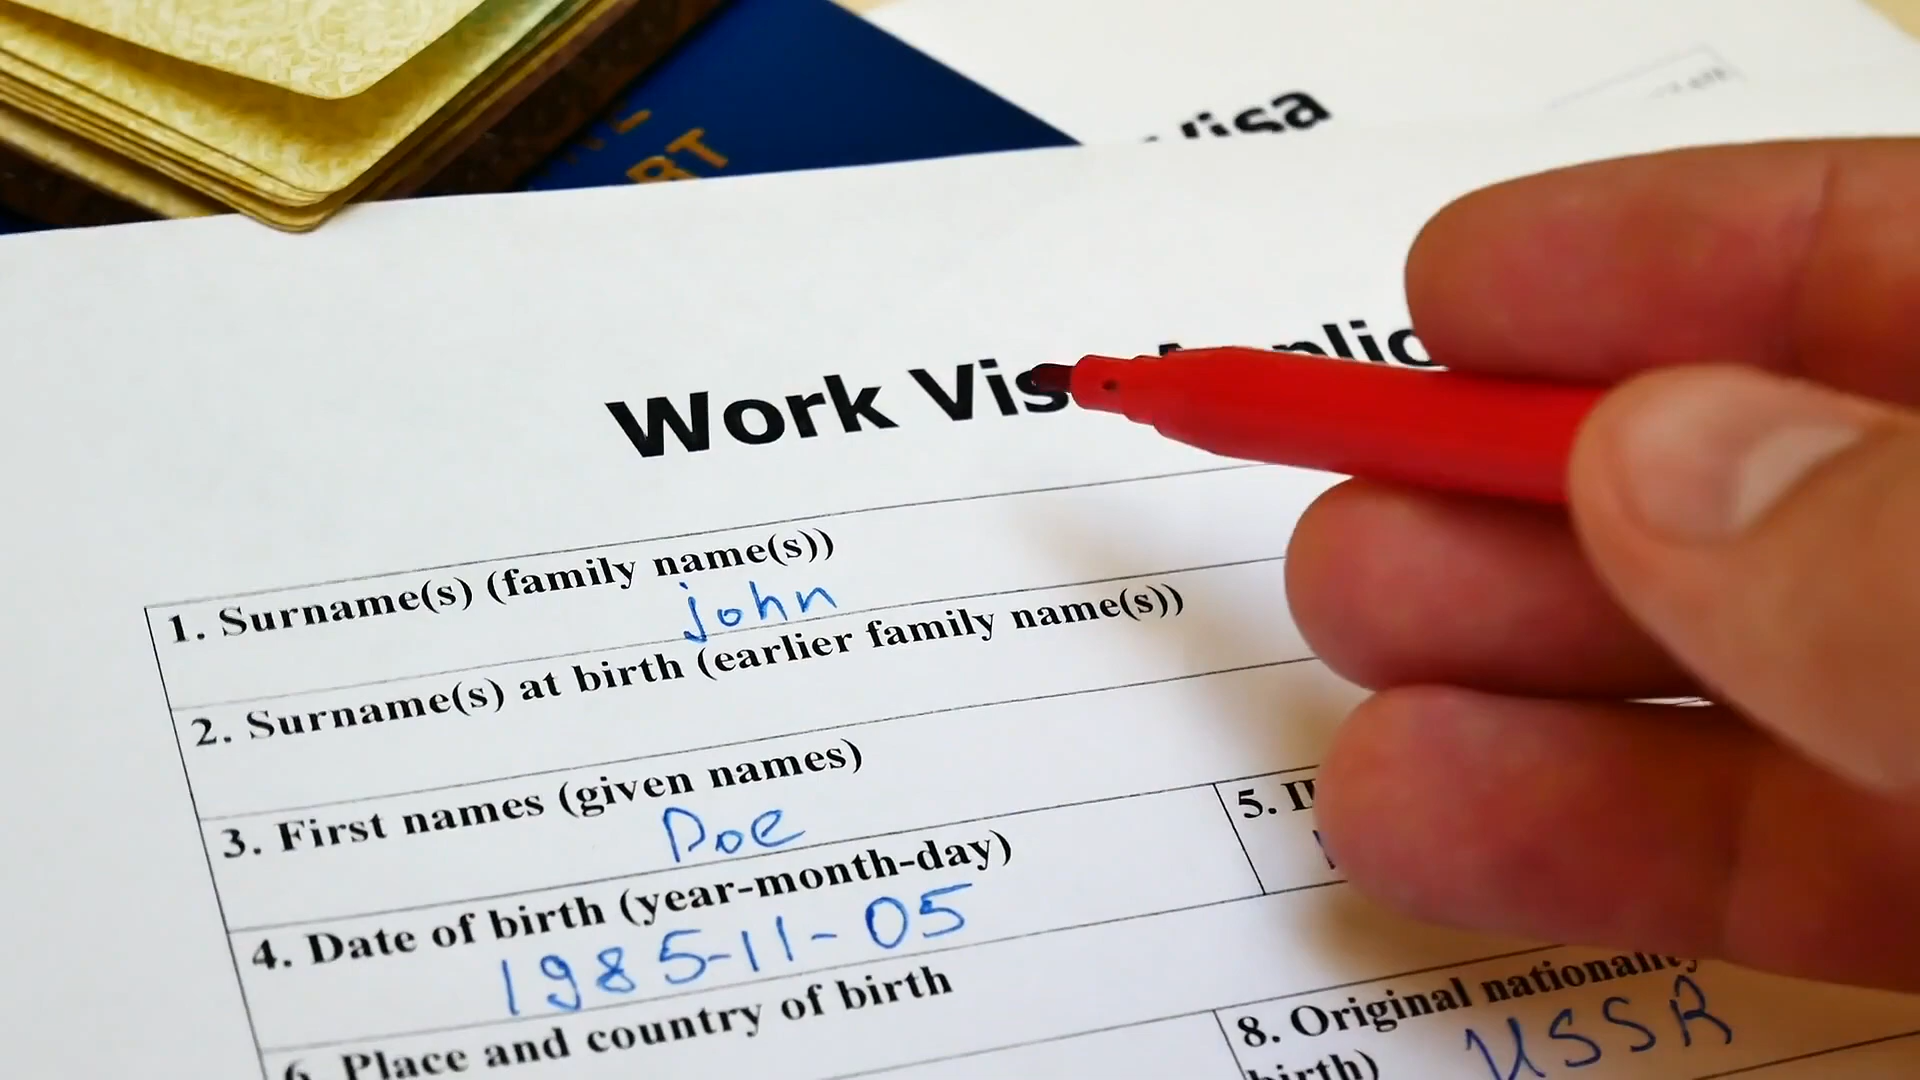 RT
Visa
Work Vis Applic
1. Surname(s) (family name(s))
john
2. Surname(s) at birth (earlier family name(s))
3. First names (given names)
Doe
4. Date of birth (year-month-day)
1985-11-05
5. I
6. Place and country of birth
8. Original nationality
birth)
USSR